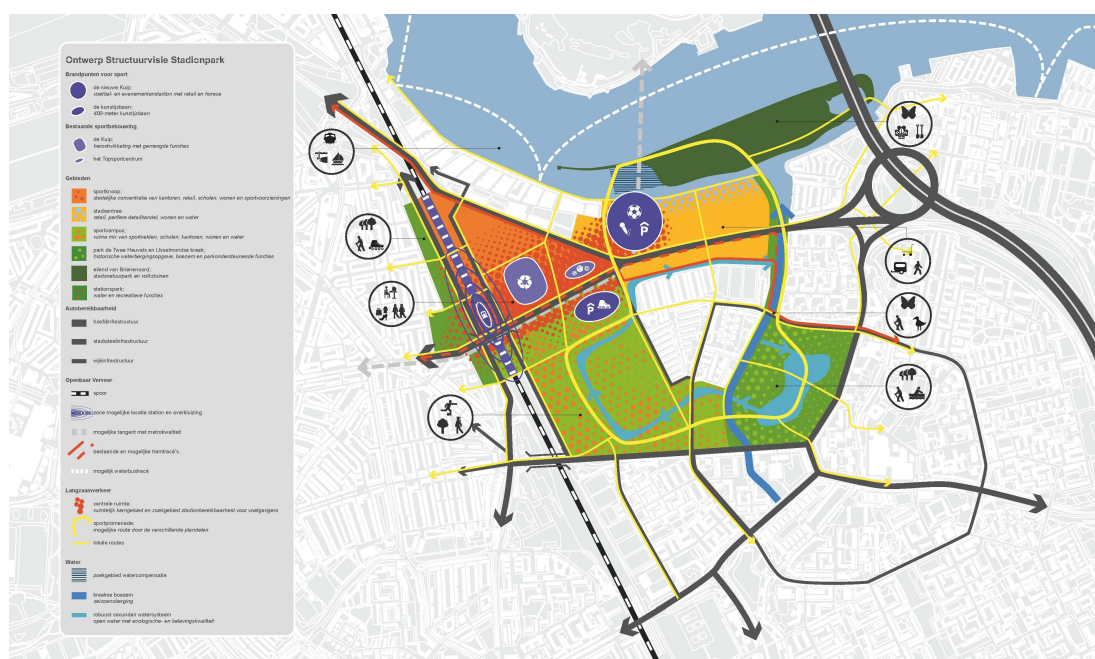 Ontwerp Structuurvisie Stadionpark
Brandpunten voor sport
de nieuwe Kuip;
voetbal- en evenementenstadion met retail en horeca
de kunstijsbaan;
400-meter kunstijsbaan
Bestaande sportbebouwing
de Kuip;
herontwikkeling met gemengde functies
het Topsportcentrum
Gebieden
sportknoop;
stedelijke concentratie van kantoren, retail, scholen, wonen en sportvoorzieningen
stadsentree
retail, perifere detailhandel, wonen en water
sportcampus;
ruime mix van sportvelden, scholen, kantoren, wonen en water
park de Twee Heuvels en IJsselmondse kreek;
historische waterbergingsopgave, boezem en parkondersteunende functies
eiland van Brienenoord;
stadsnatuurpark en volkstuinen
stationspark;
water en recreatieve functies
Autobereikbaarheid
hoofdinfrastructuur
stadsdeelinfrastructuur
wijkinfrastructuur
Openbaar Vervoer
spoor
zone mogelijke locatie station en overkluizing
mogelijke tangent met metrokwaliteit
bestaande en mogelijke tramtracé's
mogelijk waterbustracé
Langzaamverkeer
centrale ruimte;
ruimtelijk kerngebied en zoekgebied stadionbereikbaarheid voor voetgangers
sportpromenade;
mogelijke route door de verschillende plandelen
lokale routes
Water
zoekgebied watercompensatie
kreekse boezem
seizoensberging
robuust secundair watersysteem
open water met ecologische- en belevingskwaliteit
P
P